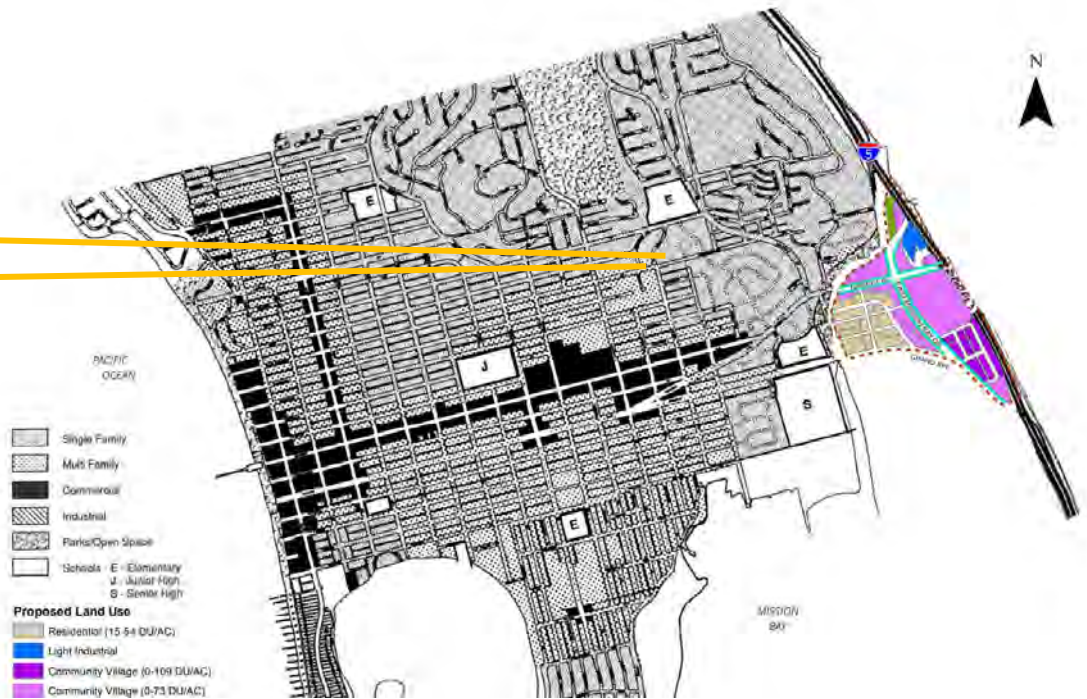 N
5
E
E
PACIFIC
OCEAN
J
E
GRAND AVE
S
E
MISSION
BAY
Single Family
Multi Family
Commercial
Industrial
Parks/Open Space
Schools E - Elementary
J - Junior High
S - Senior High
Proposed Land Use
Residential (15-54 DU/AC)
Light Industrial
Community Village (0-109 DU/AC)
Community Village (0-73 DU/AC)